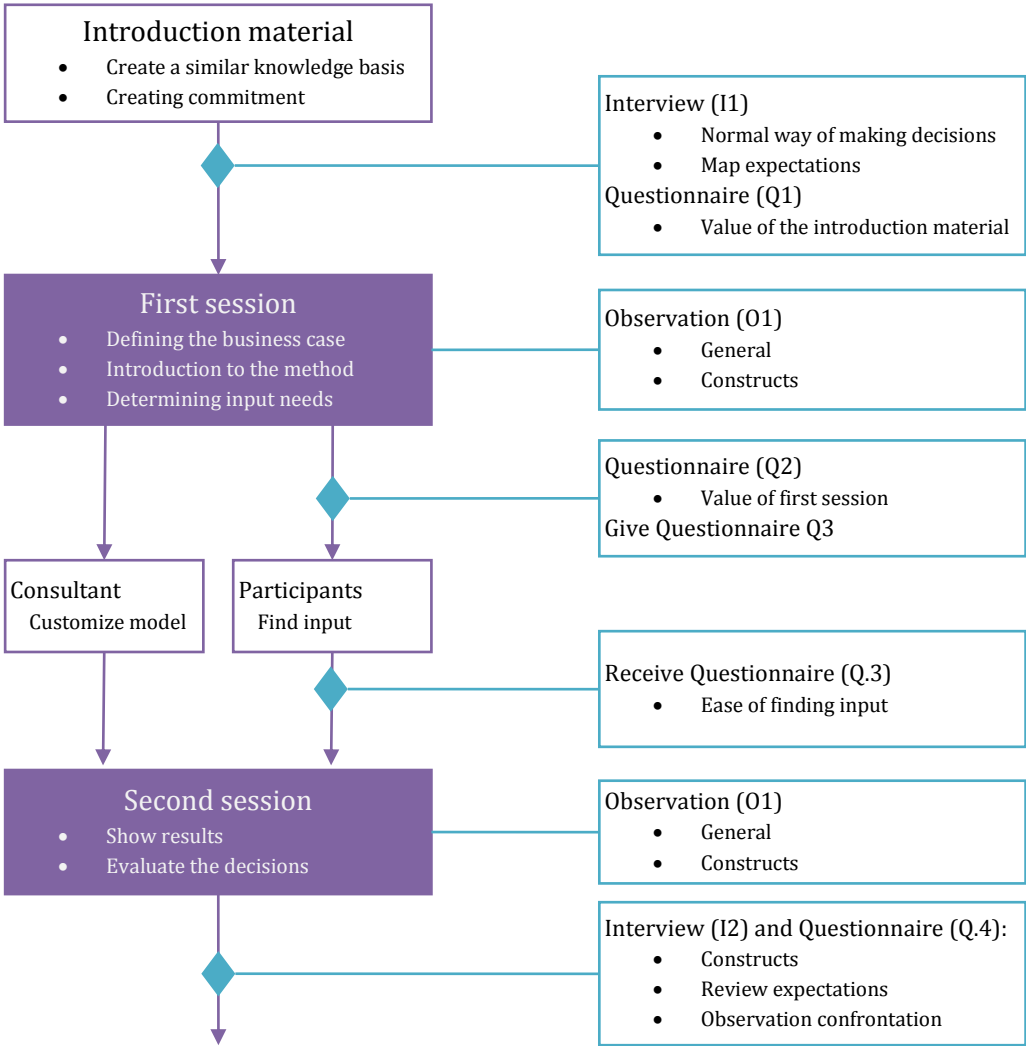 Introduction material
• Create a similar knowledge basis
• Creating commitment
Interview (I1)
• Normal way of making decisions
• Map expectations
Questionnaire (Q1)
• Value of the introduction material
First session
• Defining the business case
• Introduction to the method
• Determining input needs
Observation (O1)
• General
• Constructs
Questionnaire (Q2)
• Value of first session
Give Questionnaire Q3
Consultant
Customize model
Participants
Find input
Receive Questionnaire (Q.3)
• Ease of finding input
Second session
• Show results
• Evaluate the decisions
Observation (O1)
• General
• Constructs
Interview (I2) and Questionnaire (Q.4):
• Constructs
• Review expectations
• Observation confrontation